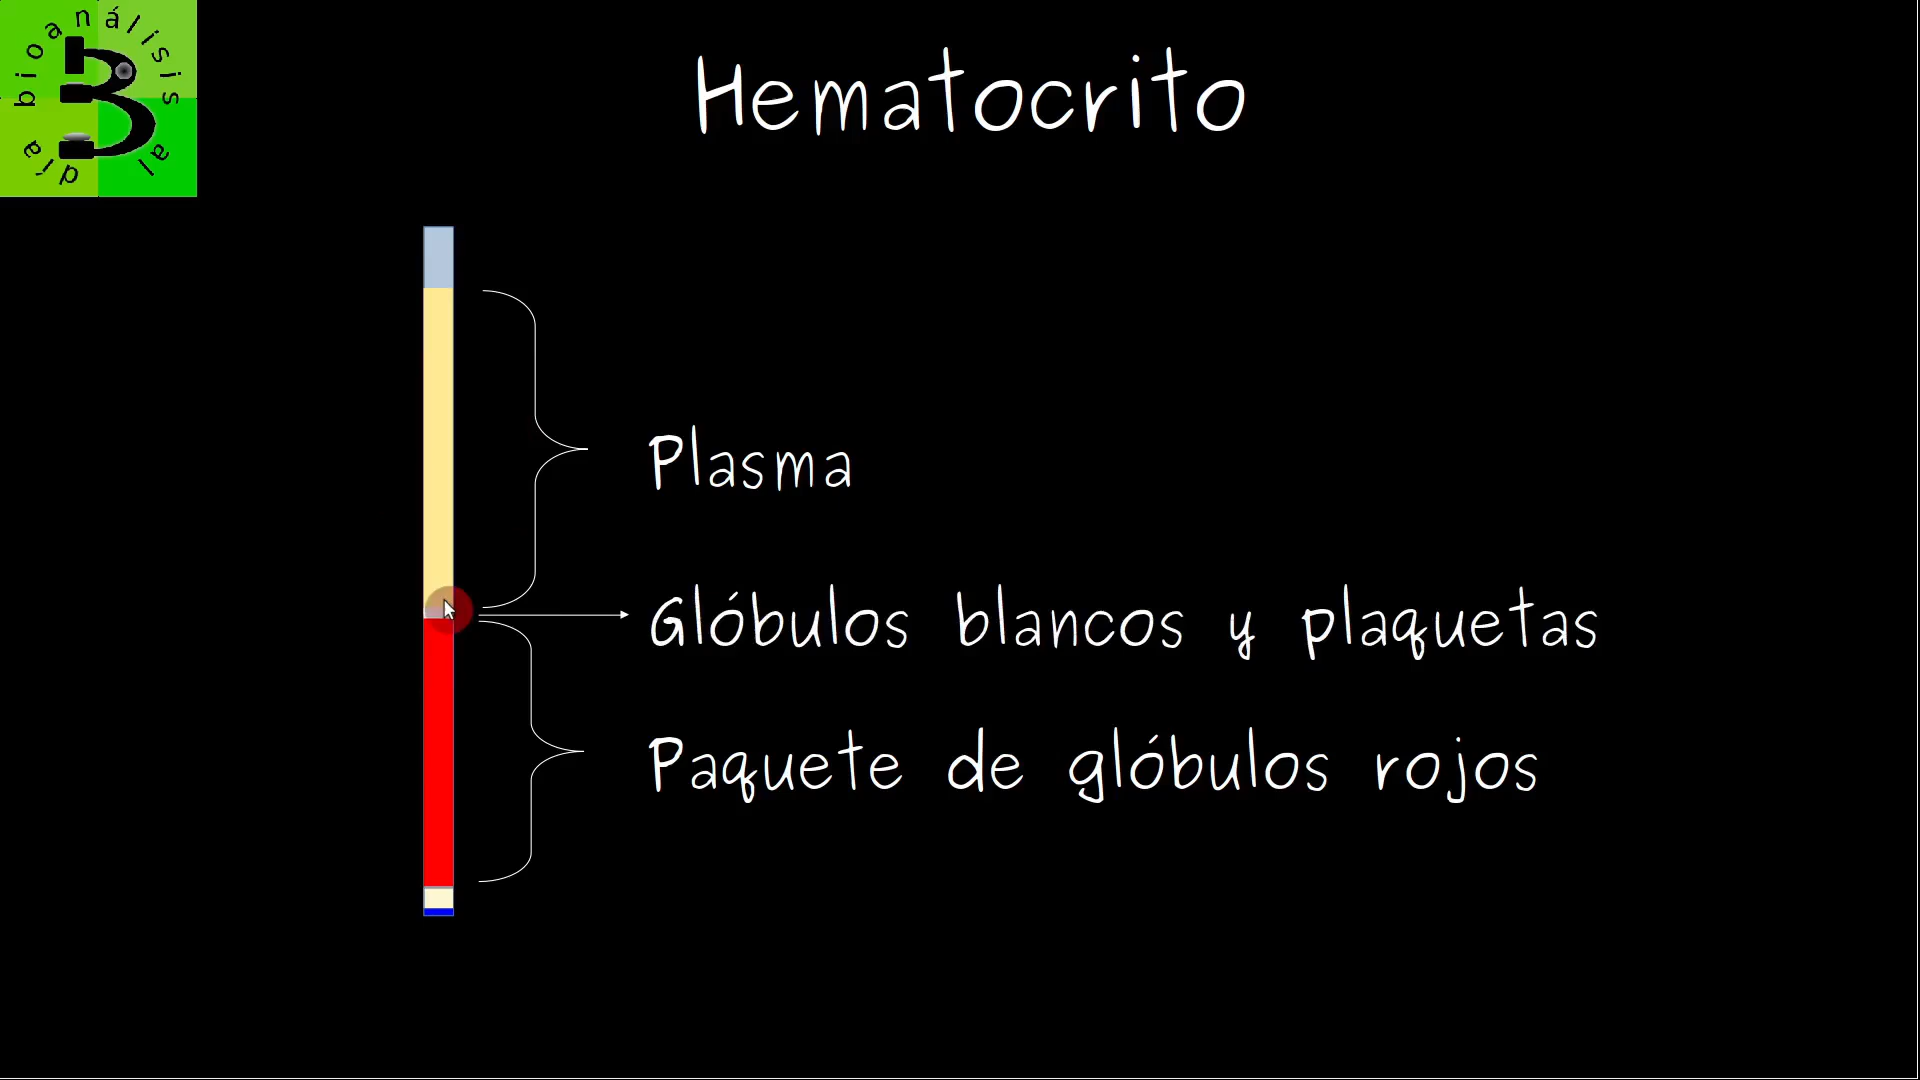 bioanálisis al día
Hematocrito
Plasma
Glóbulos blancos y plaquetas
Paquete de glóbulos rojos